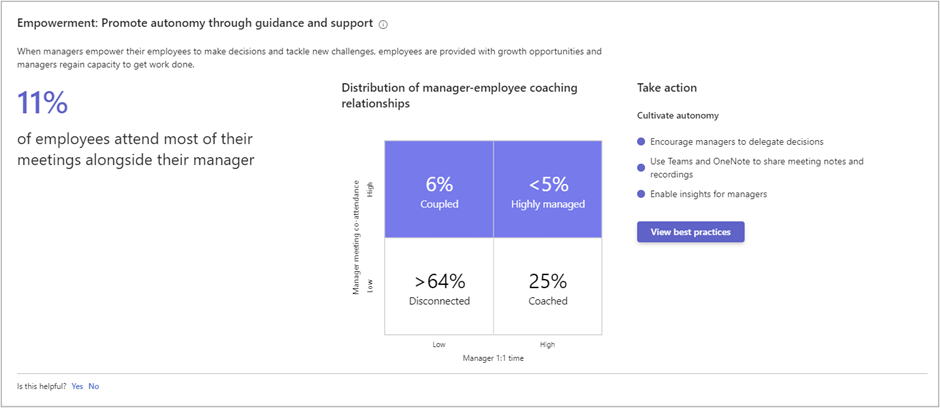 Empowerment: Promote autonomy through guidance and support
When managers empower their employees to make decisions and tackle new challenges, employees are provided with growth opportunities and
managers regain capacity to get work done.
11%
of employees attend most of their
meetings alongside their manager
Distribution of manager-employee coaching
relationships
Manager meeting co-attendance
High
Low
6%
Coupled
<5%
Highly managed
>64%
Disconnected
25%
Coached
Low
High
Manager 1:1 time
Take action
Cultivate autonomy
Encourage managers to delegate decisions
Use Teams and OneNote to share meeting notes and
recordings
Enable insights for managers
View best practices
Is this helpful? Yes No